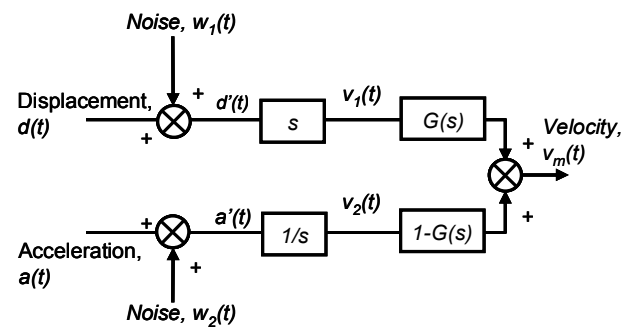 Noise, w₁(t)
+
Displacement,
d(t)
+
d'(t)
s
v₁(t)
G(s)
+
Velocity,
vₘ(t)
+
a'(t)
1/s
v₂(t)
1-G(s)
+
Acceleration,
a(t)
+
Noise, w₂(t)